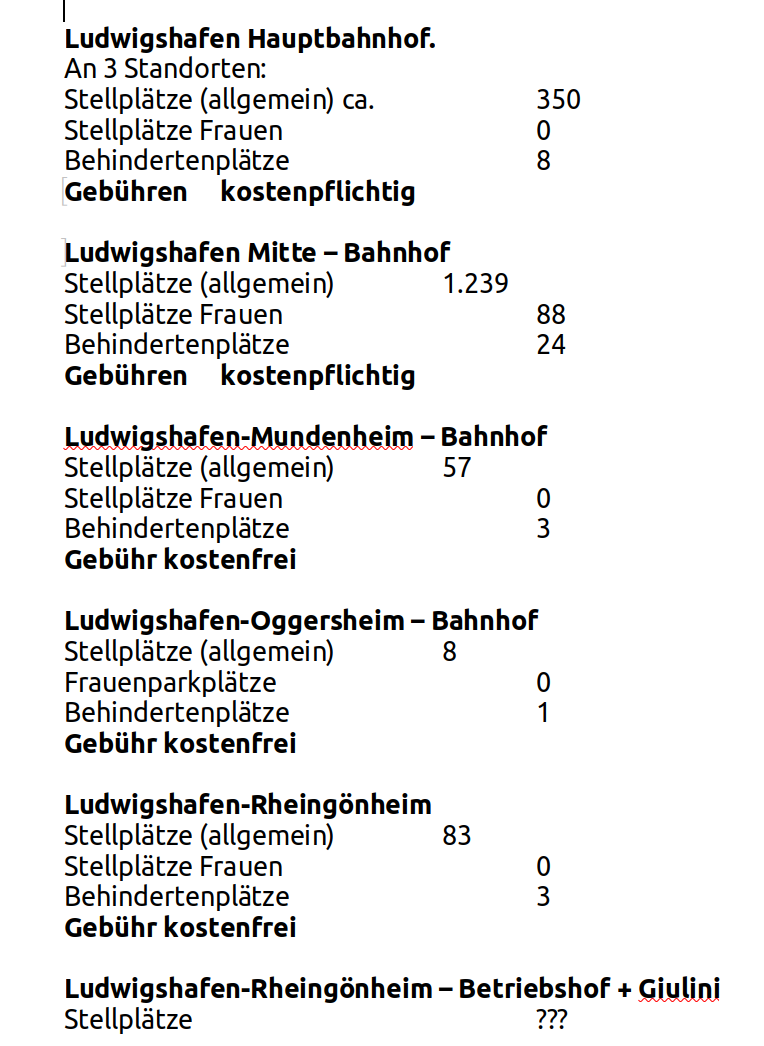 Ludwigshafen Hauptbahnhof.
An 3 Standorten:
Stellplätze (allgemein) ca. 350
Stellplätze Frauen 0
Behindertenplätze 8
Gebühren kostenpflichtig
Ludwigshafen Mitte – Bahnhof
Stellplätze (allgemein) 1.239
Stellplätze Frauen 88
Behindertenplätze 24
Gebühren kostenpflichtig
Ludwigshafen-Mundenheim – Bahnhof
Stellplätze (allgemein) 57
Stellplätze Frauen 0
Behindertenplätze 3
Gebühr kostenfrei
Ludwigshafen-Oggersheim – Bahnhof
Stellplätze (allgemein) 8
Frauenparkplätze 0
Behindertenplätze 1
Gebühr kostenfrei
Ludwigshafen-Rheingönheim
Stellplätze (allgemein) 83
Stellplätze Frauen 0
Behindertenplätze 3
Gebühr kostenfrei
Ludwigshafen-Rheingönheim – Betriebshof + Giulini
Stellplätze ???